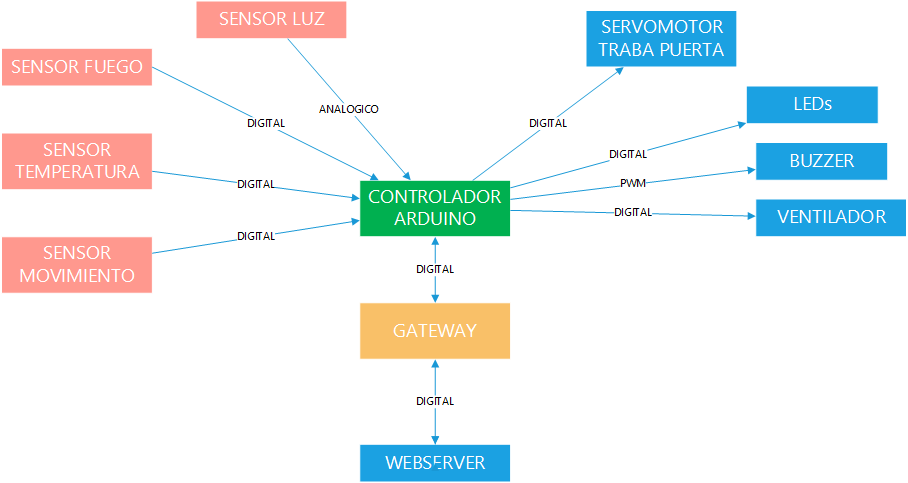 SENSOR LUZ
SERVOMOTOR
TRABA PUERTA
SENSOR FUEGO
LEDs
ANALOGICO
DIGITAL
DIGITAL
SENSOR
TEMPERATURA
DIGITAL
BUZZER
DIGITAL
PWM
CONTROLADOR
ARDUINO
DIGITAL
VENTILADOR
DIGITAL
SENSOR
MOVIMIENTO
DIGITAL
GATEWAY
DIGITAL
WEBSERVER